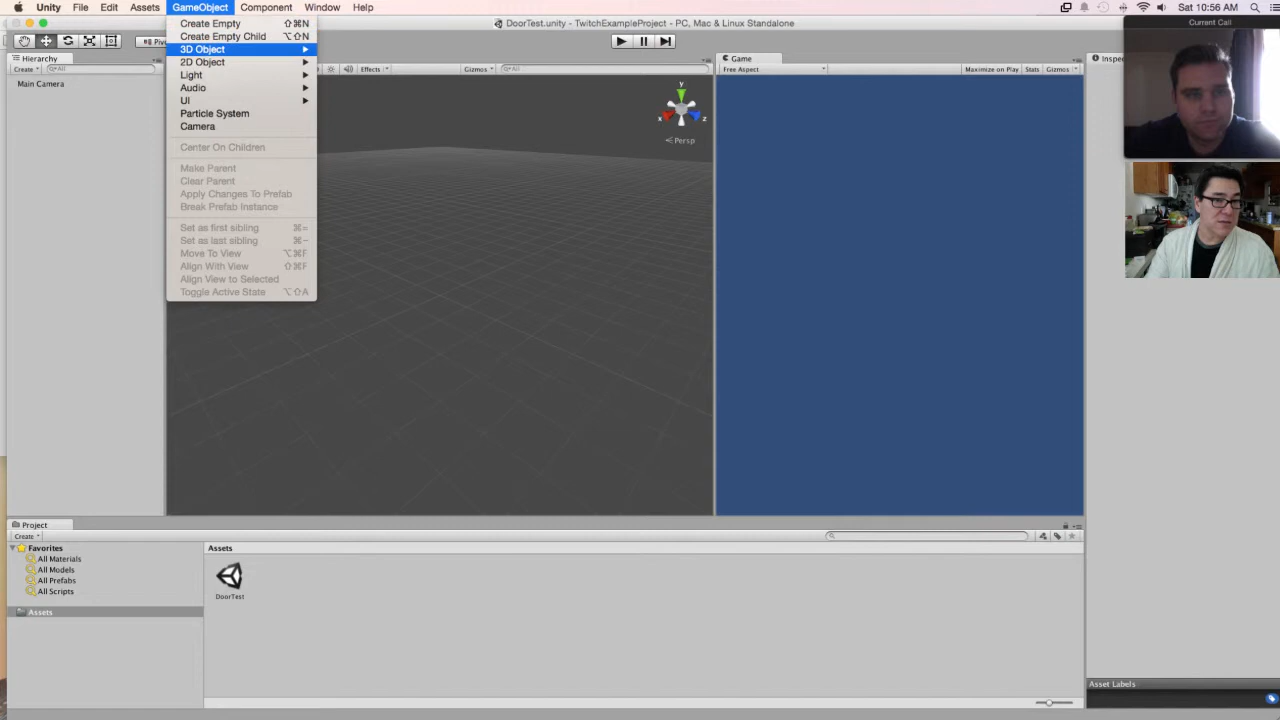 Unity File Edit Assets GameObject Component Window Help
Sat 10:56 AM
DoorTest.unity - TwitchExampleProject - PC, Mac & Linux Standalone
Current Call
Create Empty ⇧⌘N
Create Empty Child ⌥⇧N
3D Object
2D Object
Light
Audio
UI
Particle System
Camera
Center On Children
Make Parent
Clear Parent
Apply Changes To Prefab
Break Prefab Instance
Set as first sibling ⌘=
Set as last sibling ⌘-
Move To View ⌥⌘F
Align With View ⇧⌘F
Align View to Selected
Toggle Active State ⌥⇧A
Hierarchy
Create All
Main Camera
Effects Gizmos All
y
x z
Persp
Game
Free Aspect Maximize on Play Stats Gizmos
Project
Create
Favorites
All Materials
All Models
All Prefabs
All Scripts
Assets
Assets
DoorTest
Asset Labels